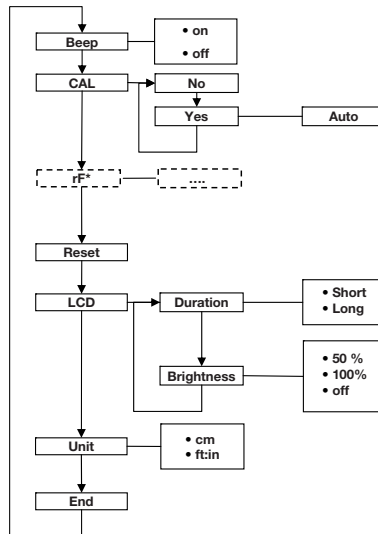 Beep
• on
• off
CAL
No
Yes
Auto
rF*
....
Reset
LCD
Duration
• Short
• Long
Brightness
• 50 %
• 100%
• off
Unit
• cm
• ft:in
End